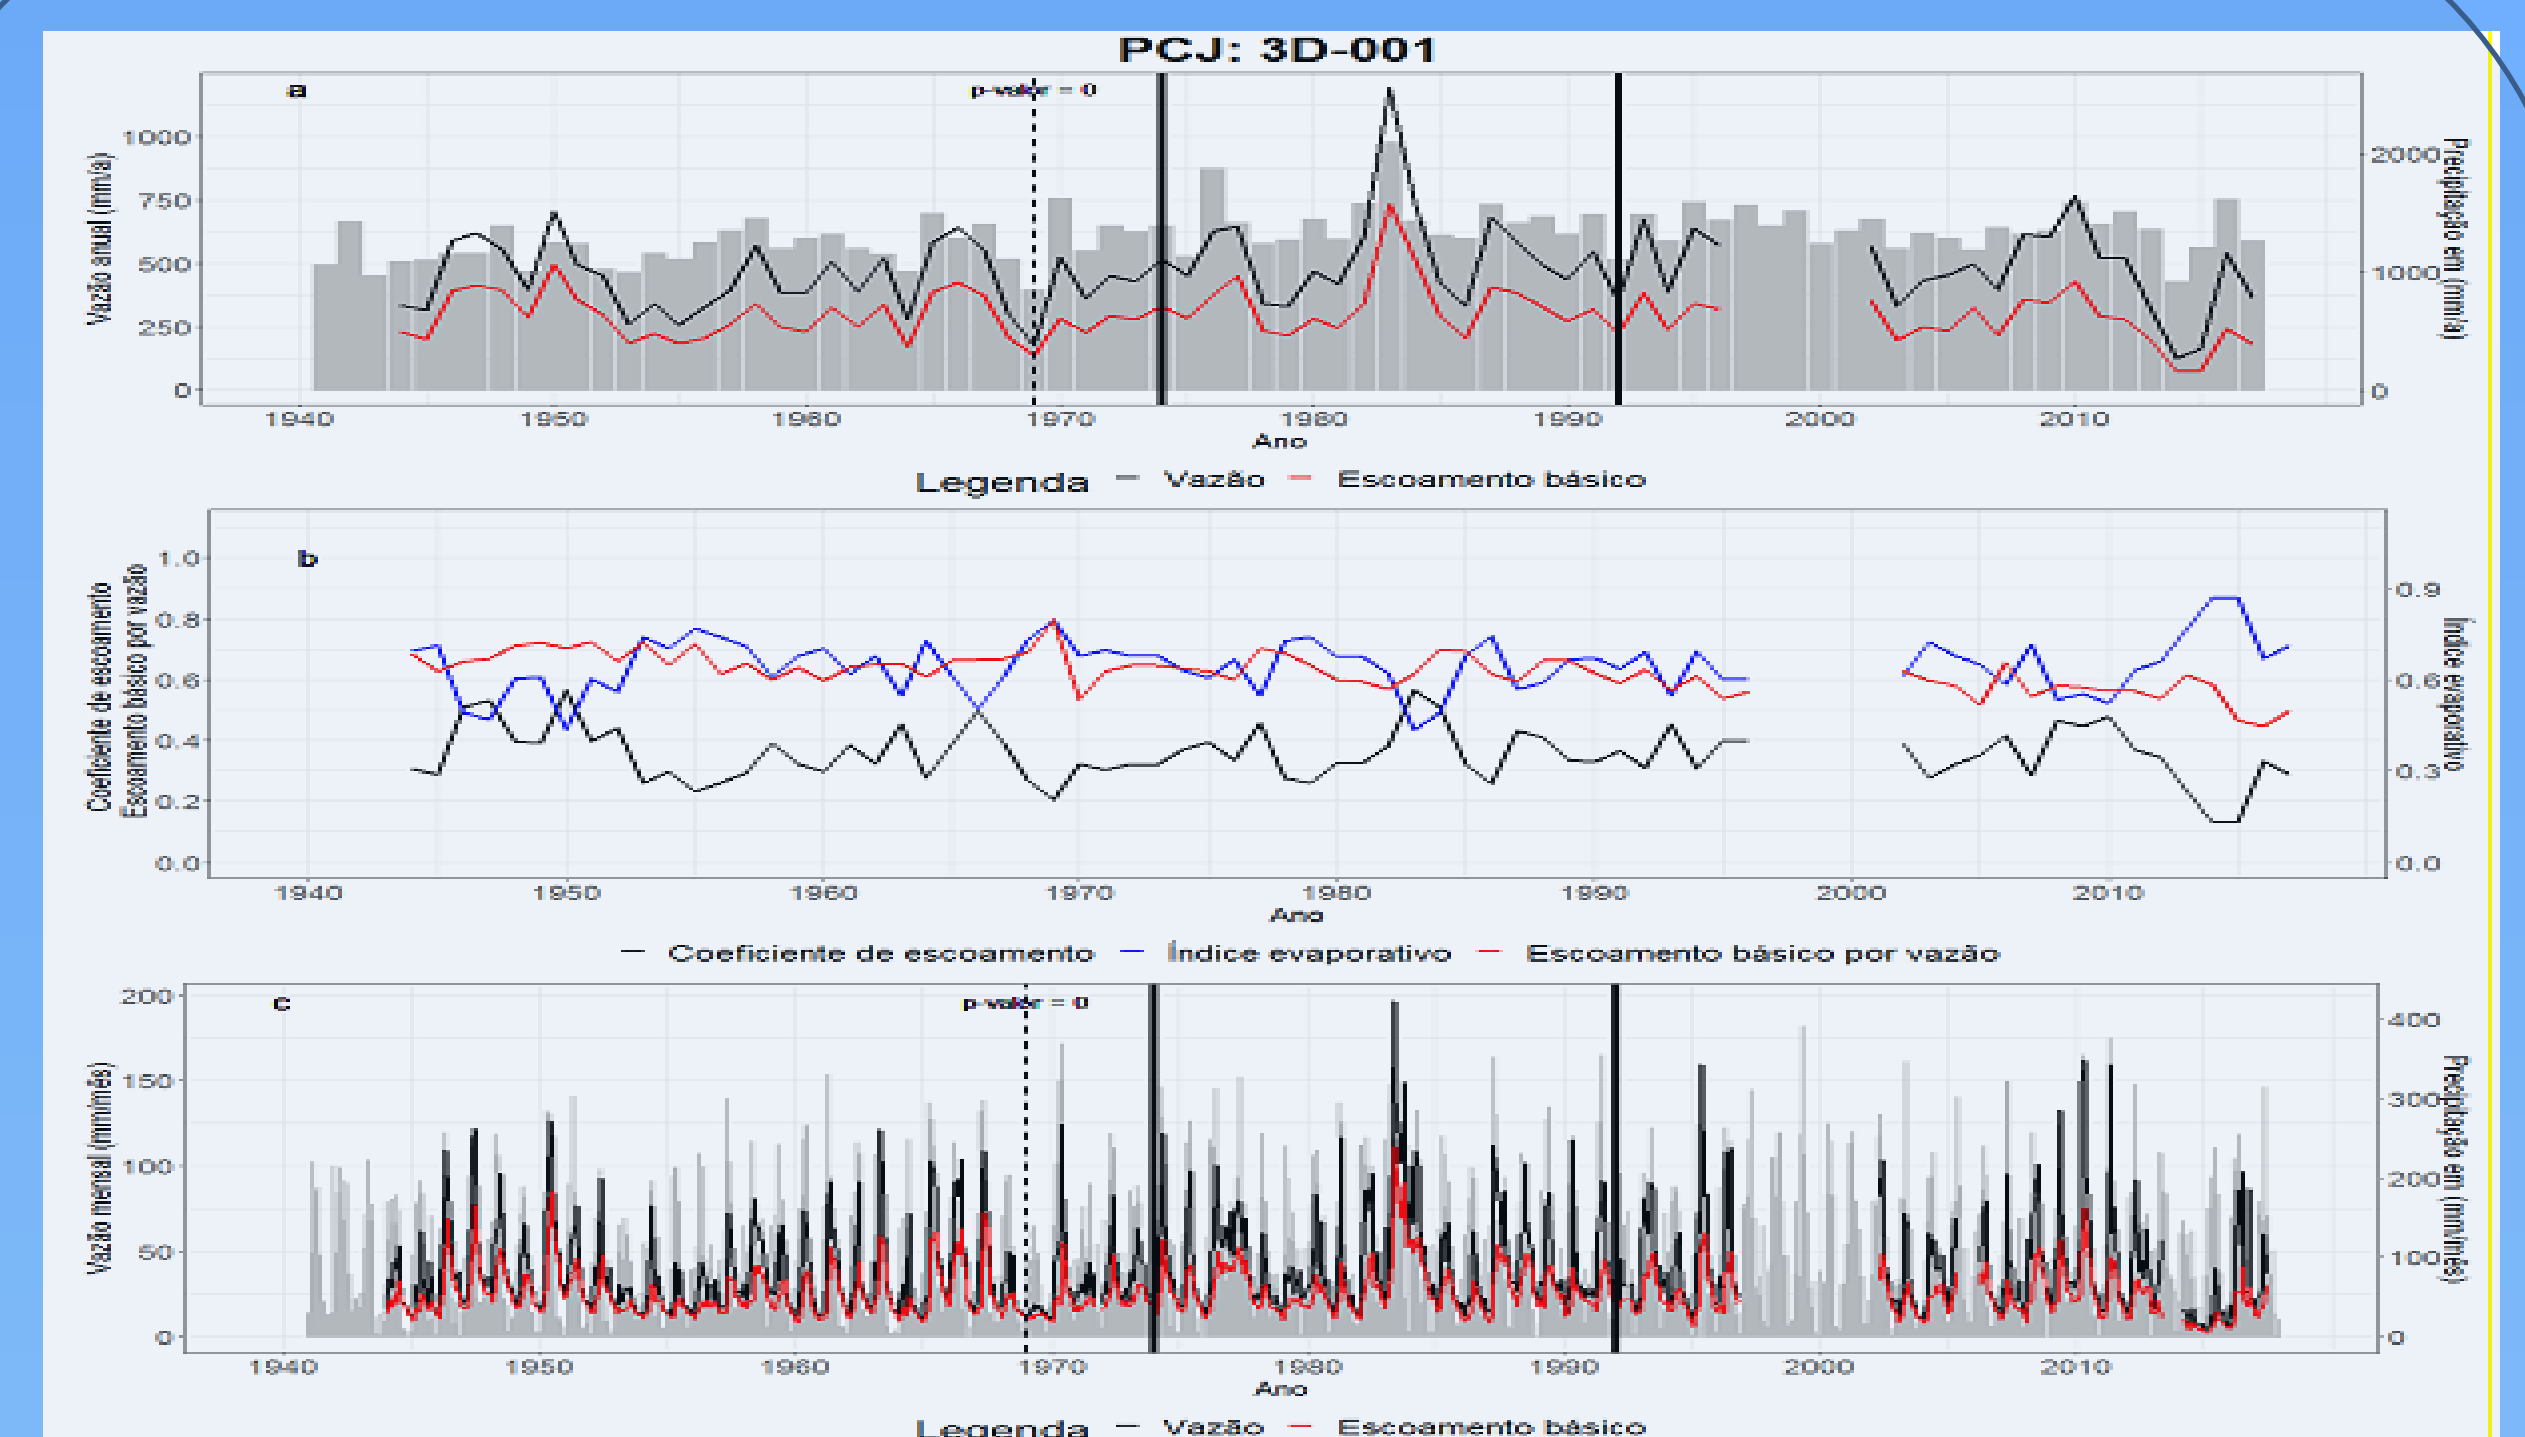 PCJ: 3D-001
a
p-valor = 0
Vazão anual (mm/a)
1000
750
500
250
0
Precipitação em (mm/a)
2000
1000
0
1940 1950 1960 1970 1980 1990 2000 2010
Ano
Legenda Vazão Escoamento básico
b
Coeficiente de escoamento
Escoamento básico por vazão
1.0
0.8
0.6
0.4
0.2
0.0
Índice evaporativo
0.9
0.6
0.3
0.0
1940 1950 1960 1970 1980 1990 2000 2010
Ano
Coeficiente de escoamento Índice evaporativo Escoamento básico por vazão
c
p-valor = 0
Vazão mensal (mm/mês)
200
150
100
50
0
Precipitação em (mm/mês)
400
300
200
100
0
1940 1950 1960 1970 1980 1990 2000 2010
Ano
Legenda Vazão Escoamento básico